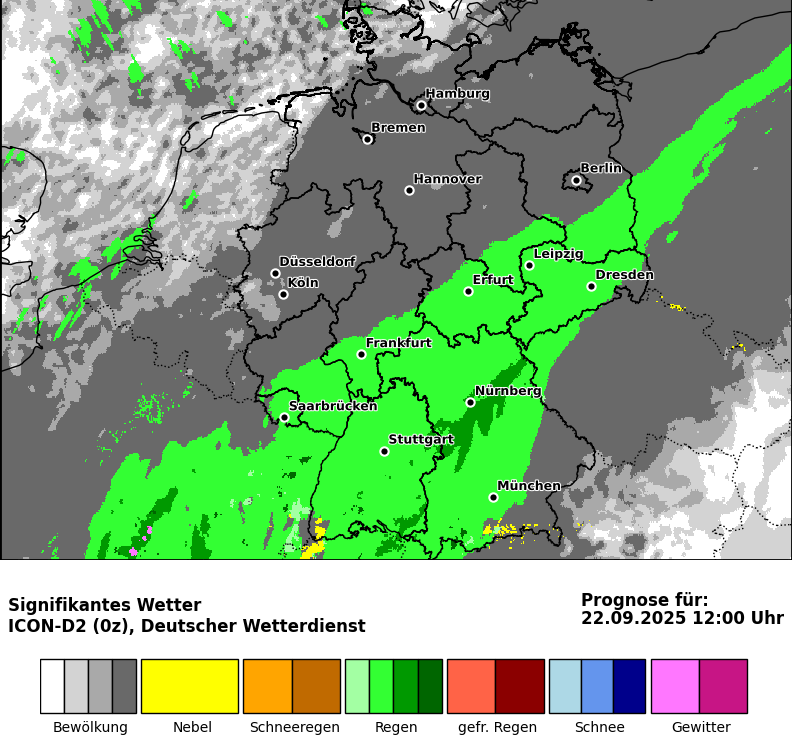 Hamburg
Bremen
Berlin
Hannover
Düsseldorf
Leipzig
Köln
Erfurt
Dresden
Frankfurt
Nürnberg
Saarbrücken
Stuttgart
München
Signifikantes Wetter
ICON-D2 (0z), Deutscher Wetterdienst
Prognose für:
22.09.2025 12:00 Uhr
Bewölkung Nebel Schneeregen Regen gefr. Regen Schnee Gewitter